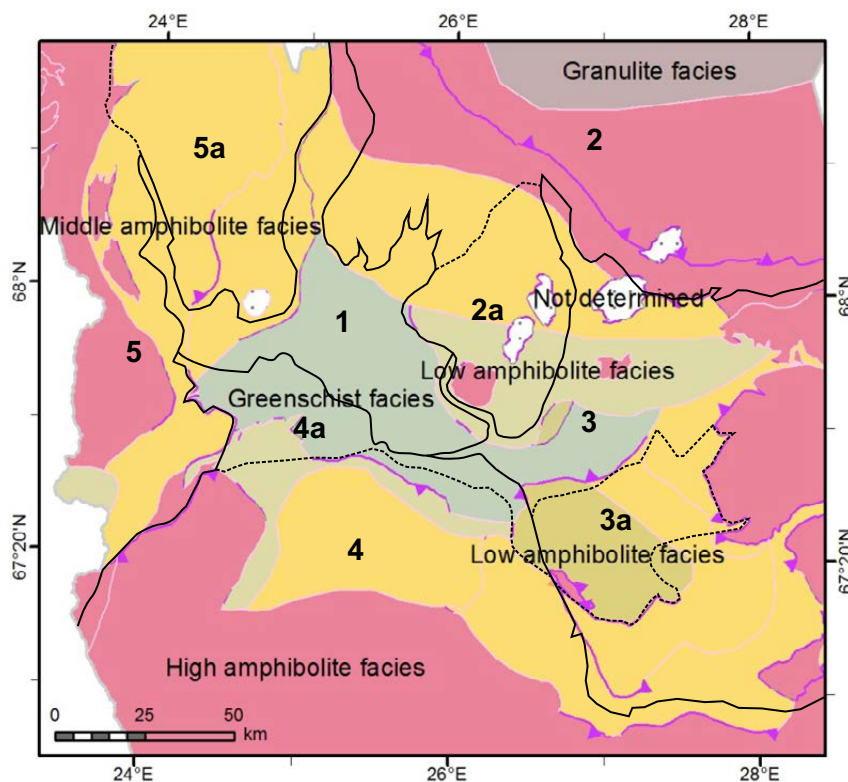 24°E 26°E 28°E
Granulite facies
2
5a
Middle amphibolite facies
68°N 68°N
Not determined
2a
1
5
Low amphibolite facies
Greenschist facies
3
4a
3a
4
Low amphibolite facies
67°20'N 67°20'N
High amphibolite facies
0 25 50
km
24°E 26°E 28°E